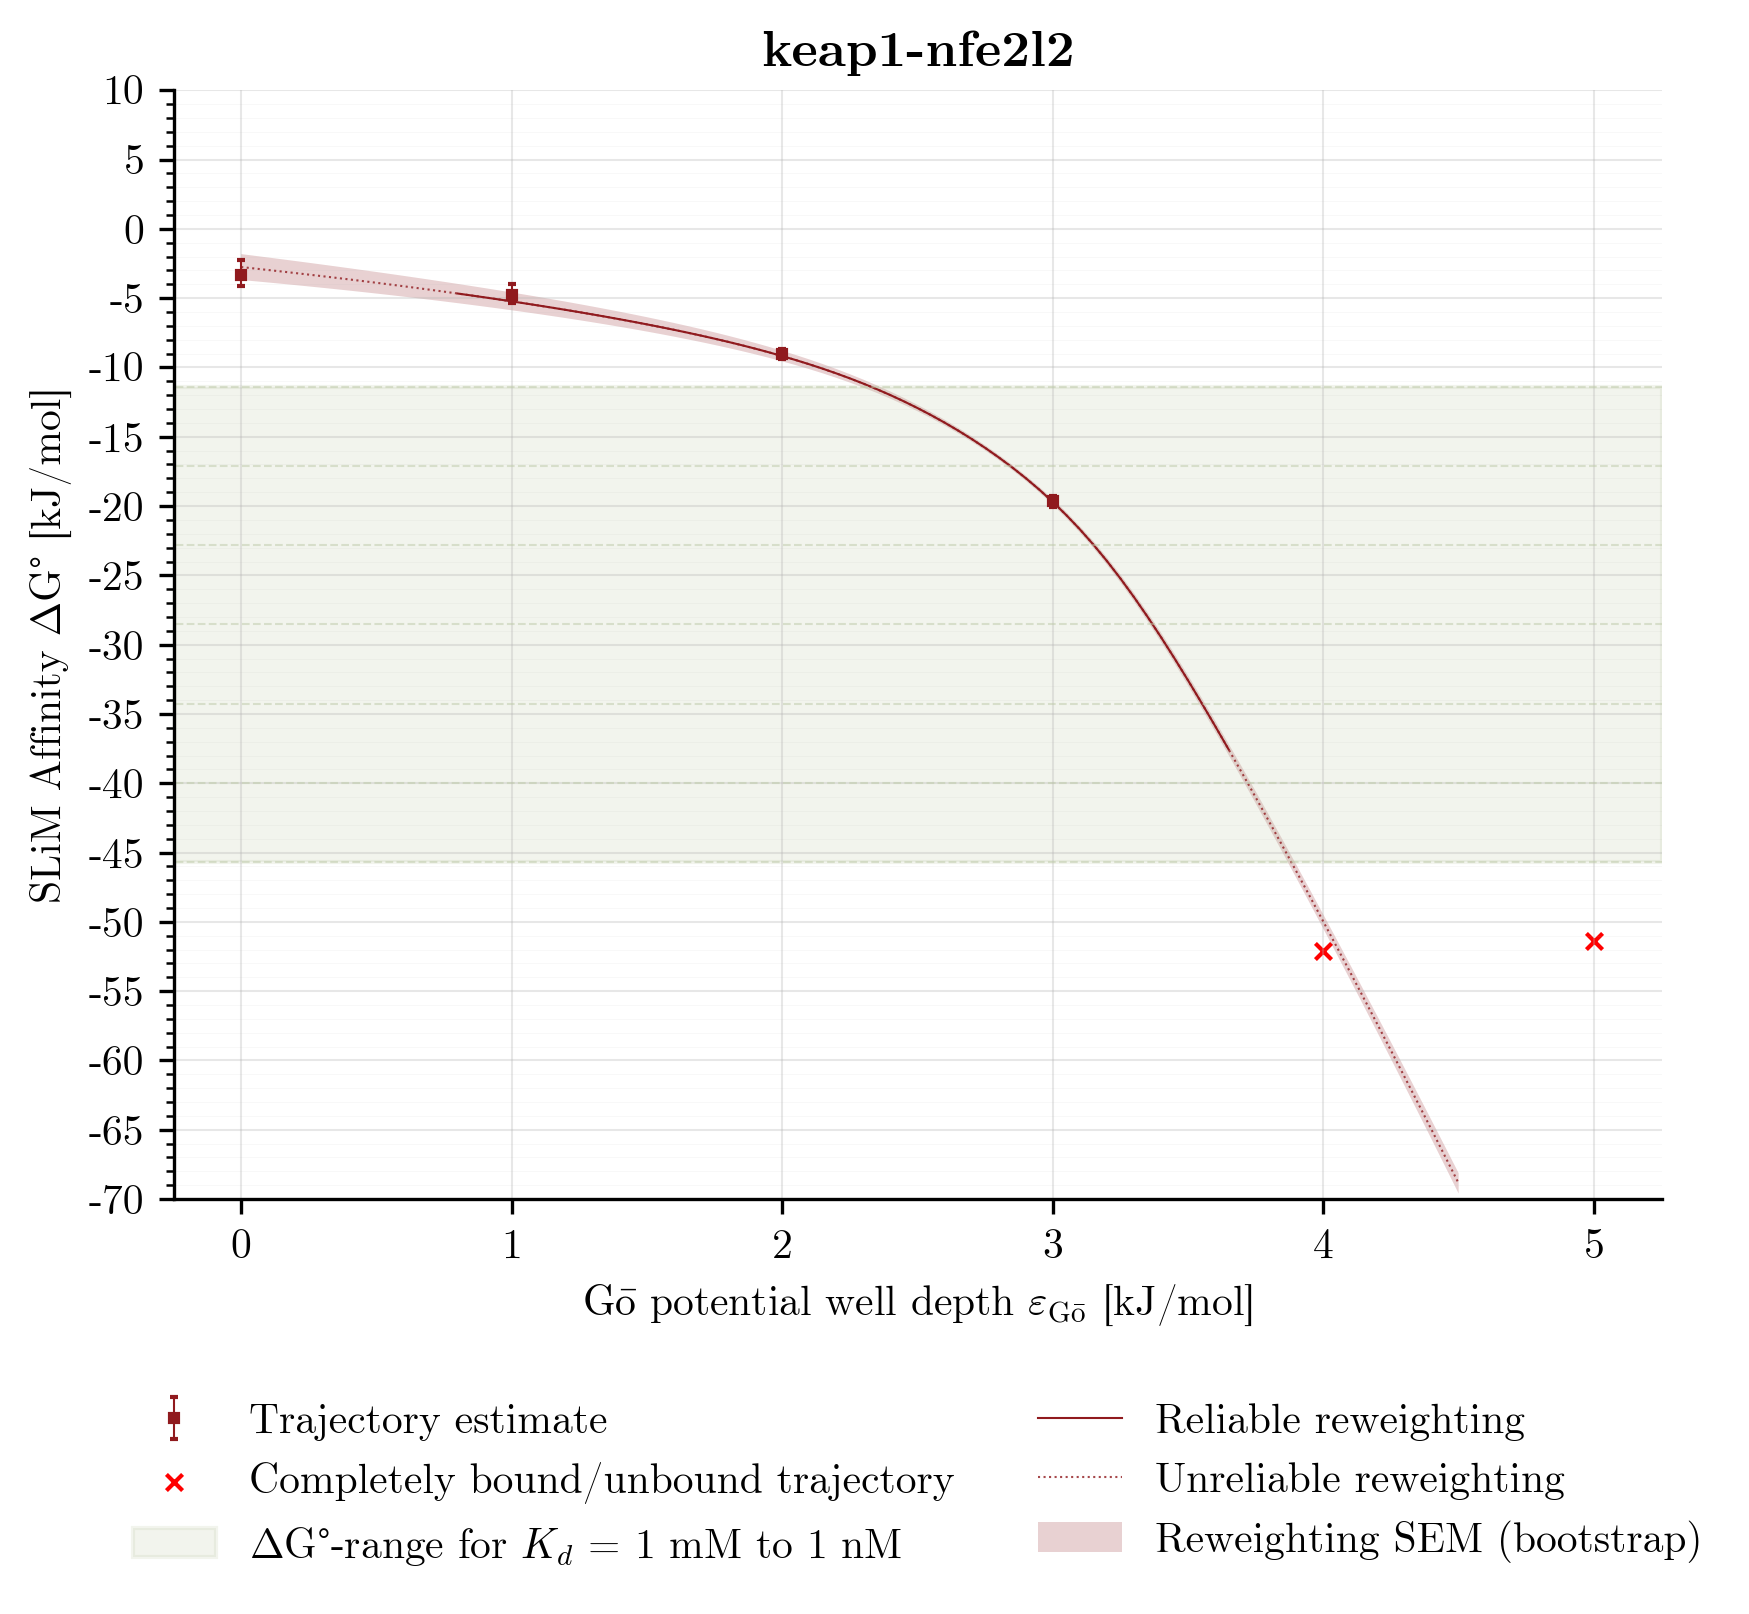 keap1-nfe2l2
10
5
0
-5
-10
-15
-20
-25
-30
-35
-40
-45
-50
-55
-60
-65
-70
SLiM Affinity ΔG° [kJ/mol]
0 1 2 3 4 5
Gō potential well depth ε_Gō [kJ/mol]
Trajectory estimate
Completely bound/unbound trajectory
ΔG°-range for K_d = 1 mM to 1 nM
Reliable reweighting
Unreliable reweighting
Reweighting SEM (bootstrap)